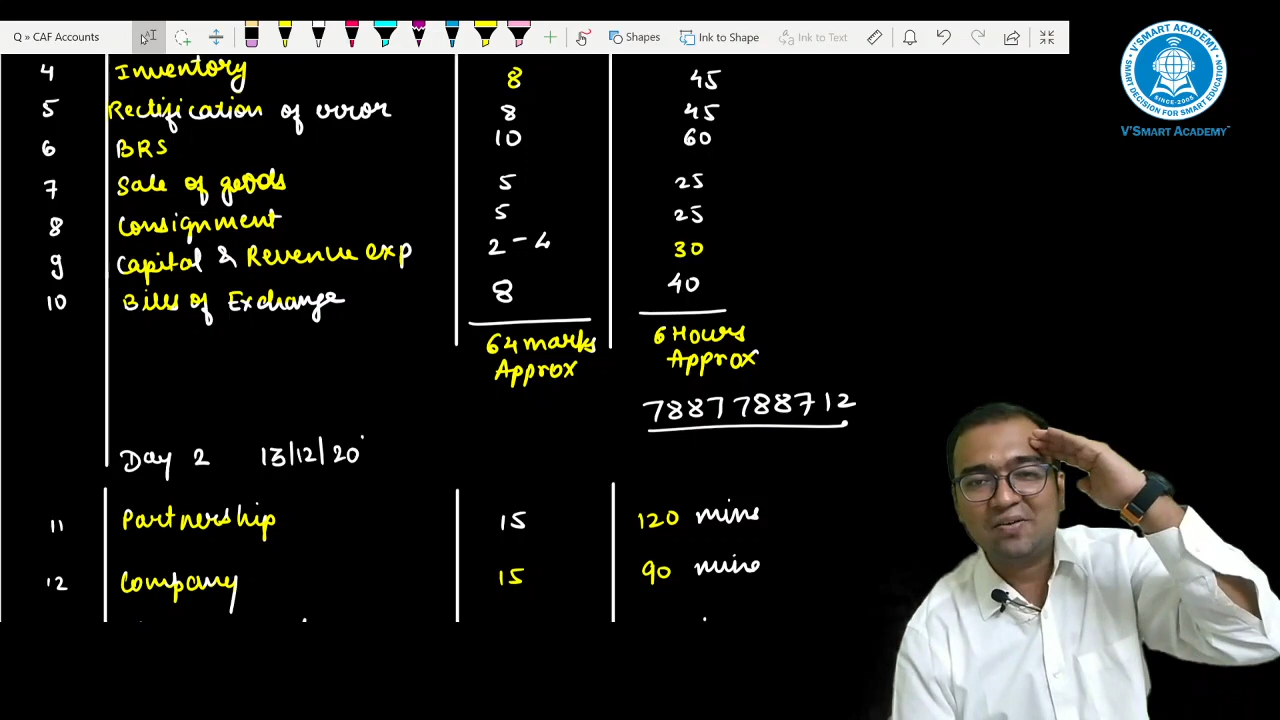 Q » CAF Accounts
Shapes
Ink to Shape
Ink to Text
V'SMART ACADEMY
SMART DECISION FOR SMART EDUCATION
SINCE-2006
V'SMART ACADEMY
4 Inventory 8 45
5 Rectification of error 8 45
6 BRS 10 60
7 Sale of goods 5 25
8 Consignment 5 25
9 Capital & Revenue exp 2-4 30
10 Bills of Exchange 8 40
64 marks 6 Hours
Approx Approx
7887788712
Day 2 13/12/20
11 Partnership 15 120 mins
12 Company 15 90 mins